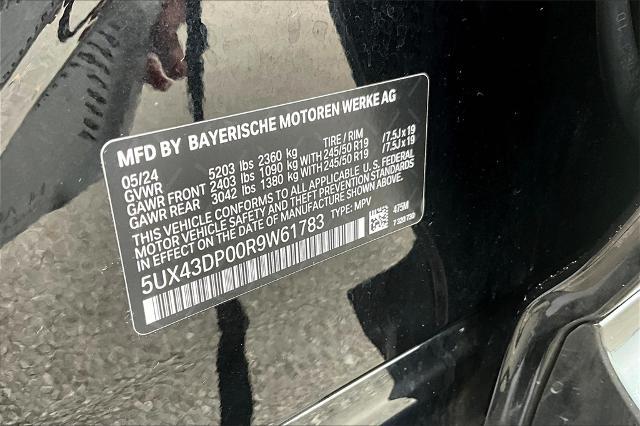 MFD BY BAYERISCHE MOTOREN WERKE AG
05/24
GVWR 5203 lbs 2360 kg TIRE / RIM
GAWR FRONT 2403 lbs 1090 kg WITH 245/50 R19 /7.5J x 19
GAWR REAR 3042 lbs 1380 kg WITH 245/50 R19 /7.5J x 19
THIS VEHICLE CONFORMS TO ALL APPLICABLE U.S. FEDERAL
MOTOR VEHICLE SAFETY AND THEFT PREVENTION STANDARDS
IN EFFECT ON THE DATE OF MANUFACTURE SHOWN ABOVE.
5UX43DP00R9W61783 TYPE: MPV
475M